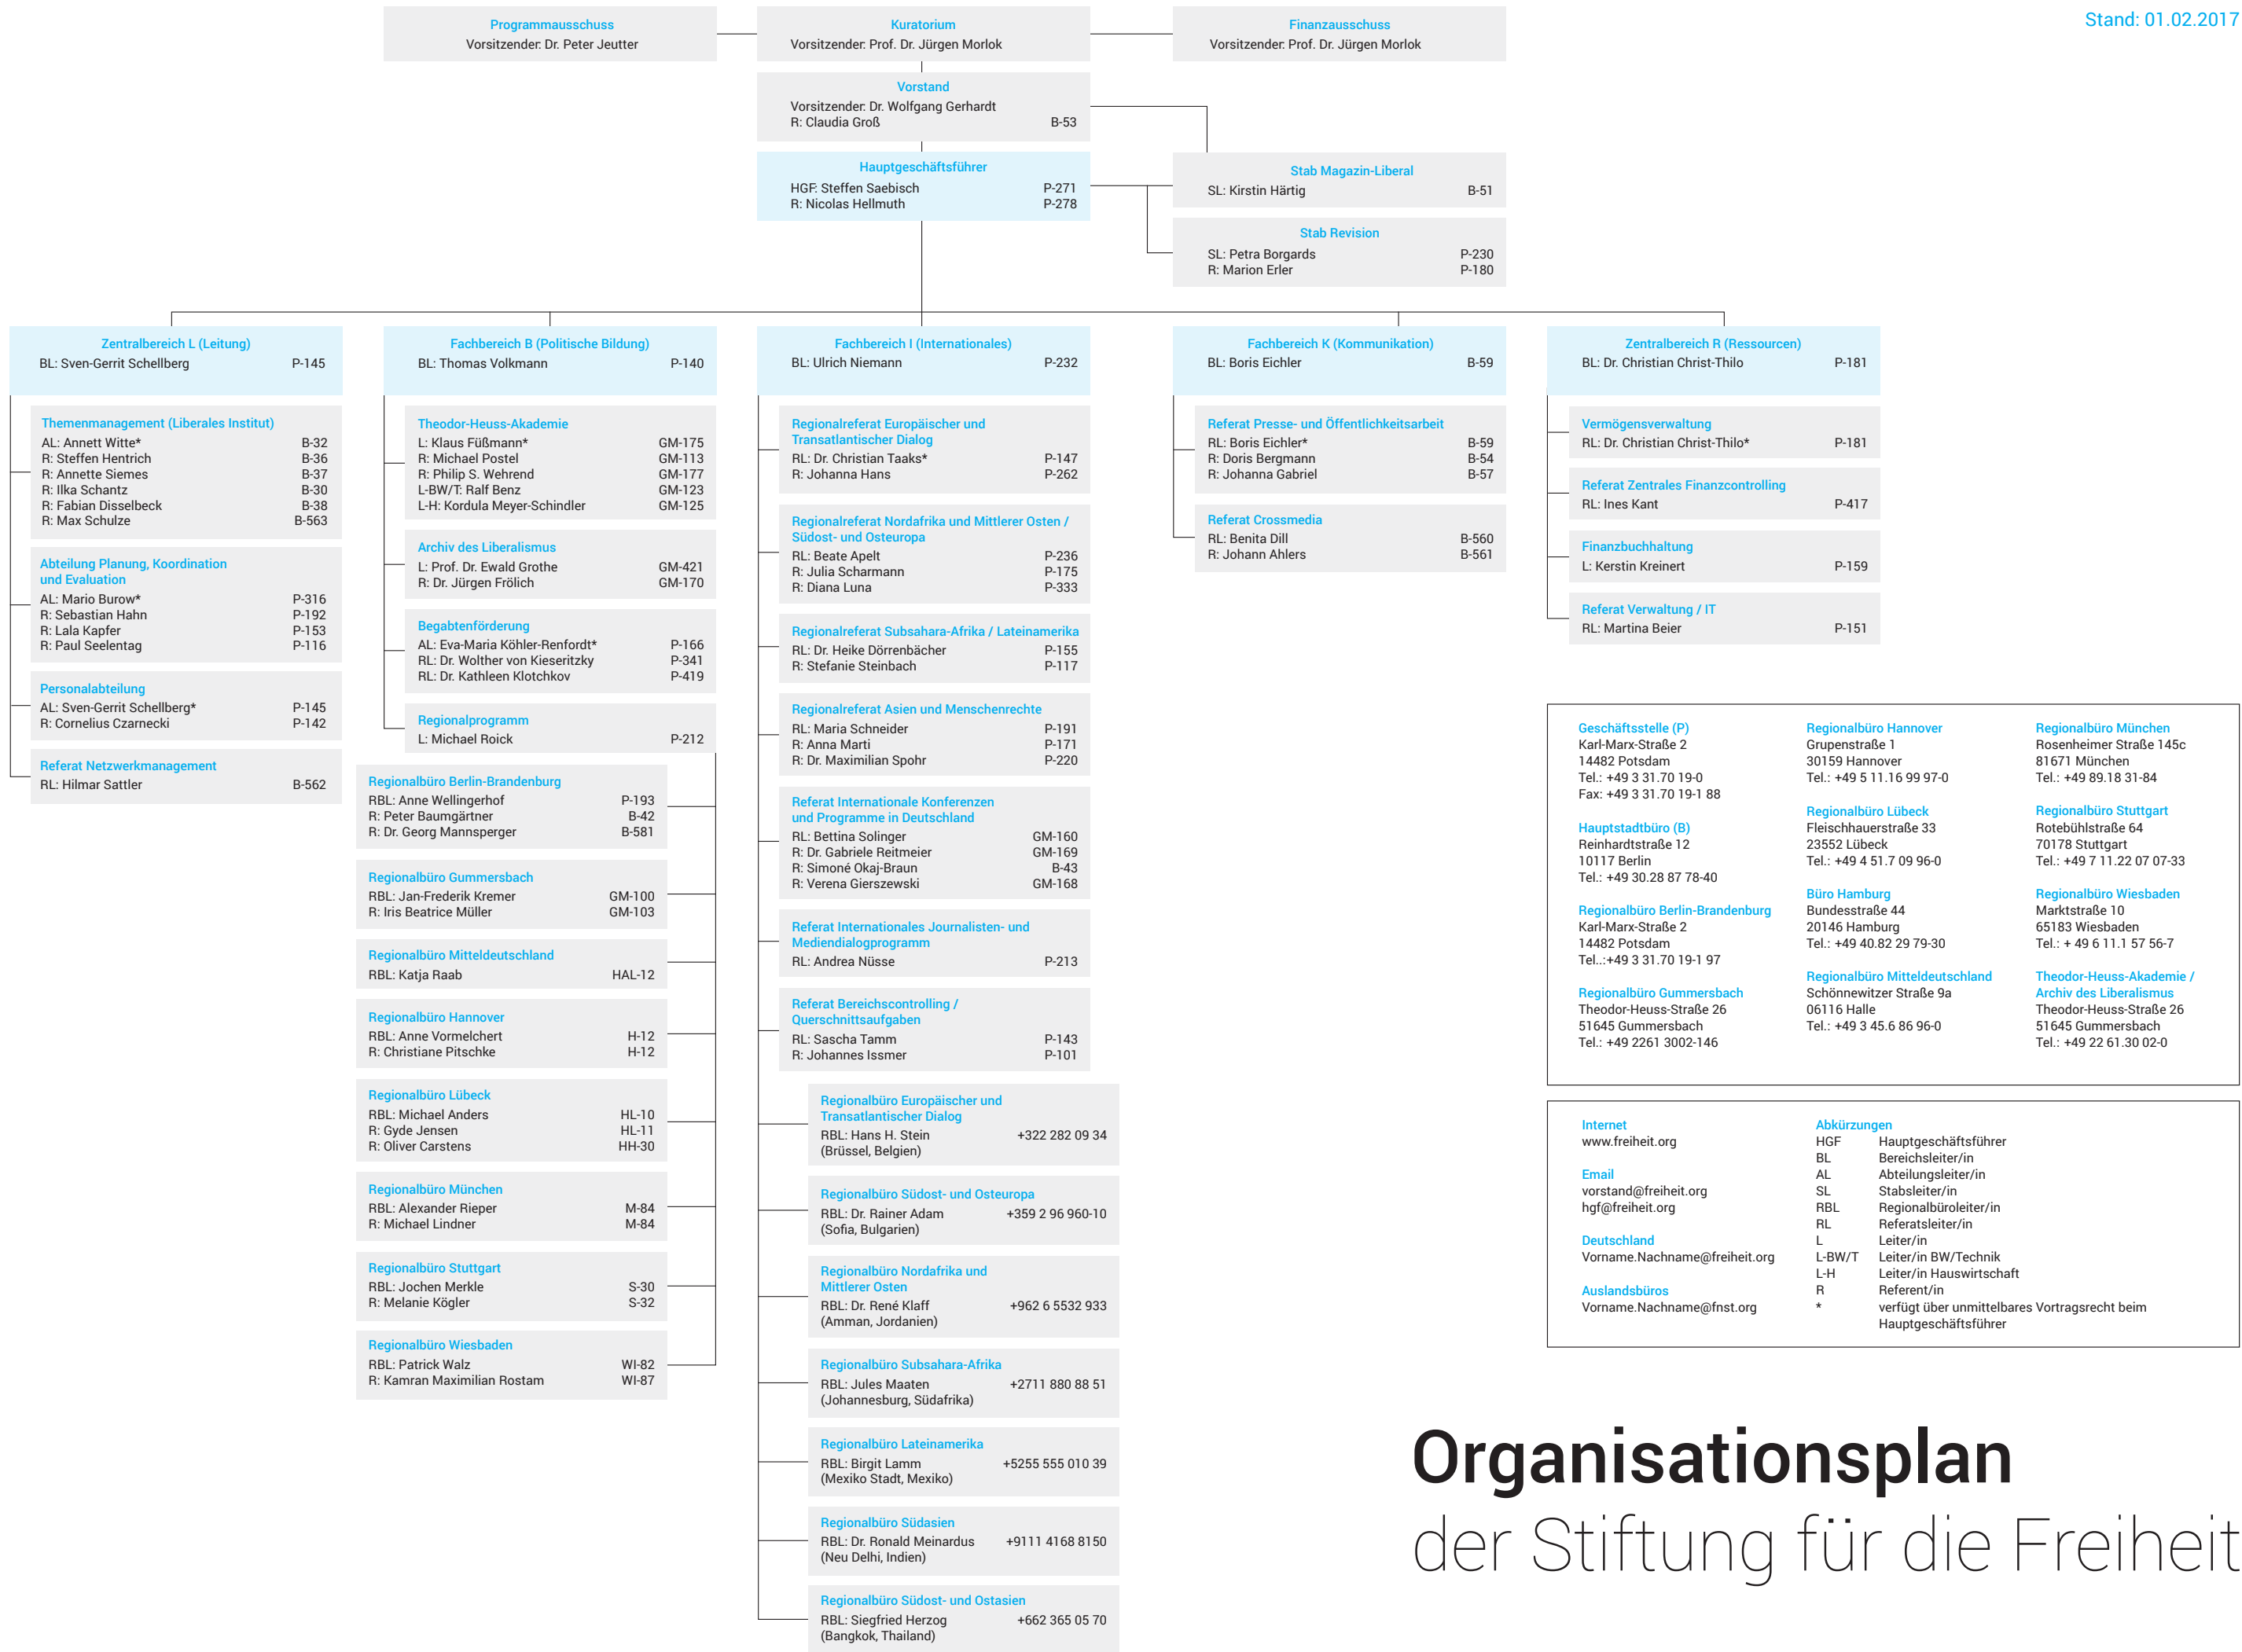 Stand: 01.02.2017
Programmausschuss
Vorsitzender: Dr. Peter Jeutter
Kuratorium
Vorsitzender: Prof. Dr. Jürgen Morlok
Finanzausschuss
Vorsitzender: Prof. Dr. Jürgen Morlok
Vorstand
Vorsitzender: Dr. Wolfgang Gerhardt
R: Claudia Groß B-53
Hauptgeschäftsführer
HGF: Steffen Saebisch P-271
R: Nicolas Hellmuth P-278
Stab Magazin-Liberal
SL: Kirstin Härtig B-51
Stab Revision
SL: Petra Borgards P-230
R: Marion Erler P-180
Zentralbereich L (Leitung)
BL: Sven-Gerrit Schellberg P-145
Themenmanagement (Liberales Institut)
AL: Annett Witte* B-32
R: Steffen Hentrich B-36
R: Annette Siemes B-37
R: Ilka Schantz B-30
R: Fabian Disselbeck B-38
R: Max Schulze B-563
Abteilung Planung, Koordination
und Evaluation
AL: Mario Burow* P-316
R: Sebastian Hahn P-192
R: Lala Kapfer P-153
R: Paul Seelentag P-116
Personalabteilung
AL: Sven-Gerrit Schellberg* P-145
R: Cornelius Czarnecki P-142
Referat Netzwerkmanagement
RL: Hilmar Sattler B-562
Fachbereich B (Politische Bildung)
BL: Thomas Volkmann P-140
Theodor-Heuss-Akademie
L: Klaus Füßmann* GM-175
R: Michael Postel GM-113
R: Philip S. Wehrend GM-177
L-BW/T: Ralf Benz GM-123
L-H: Kordula Meyer-Schindler GM-125
Archiv des Liberalismus
L: Prof. Dr. Ewald Grothe GM-421
R: Dr. Jürgen Frölich GM-170
Begabtenförderung
AL: Eva-Maria Köhler-Renfordt* P-166
RL: Dr. Wolther von Kieseritzky P-341
RL: Dr. Kathleen Klotchkov P-419
Regionalprogramm
L: Michael Roick P-212
Regionalbüro Berlin-Brandenburg
RBL: Anne Wellingerhof P-193
R: Peter Baumgärtner B-42
R: Dr. Georg Mannsperger B-581
Regionalbüro Gummersbach
RBL: Jan-Frederik Kremer GM-100
R: Iris Beatrice Müller GM-103
Regionalbüro Mitteldeutschland
RBL: Katja Raab HAL-12
Regionalbüro Hannover
RBL: Anne Vormelchert H-12
R: Christiane Pitschke H-12
Regionalbüro Lübeck
RBL: Michael Anders HL-10
R: Gyde Jensen HL-11
R: Oliver Carstens HH-30
Regionalbüro München
RBL: Alexander Rieper M-84
R: Michael Lindner M-84
Regionalbüro Stuttgart
RBL: Jochen Merkle S-30
R: Melanie Kögler S-32
Regionalbüro Wiesbaden
RBL: Patrick Walz WI-82
R: Kamran Maximilian Rostam WI-87
Fachbereich I (Internationales)
BL: Ulrich Niemann P-232
Regionalreferat Europäischer und
Transatlantischer Dialog
RL: Dr. Christian Taaks* P-147
R: Johanna Hans P-262
Regionalreferat Nordafrika und Mittlerer Osten /
Südost- und Osteuropa
RL: Beate Apelt P-236
R: Julia Scharmann P-175
R: Diana Luna P-333
Regionalreferat Subsahara-Afrika / Lateinamerika
RL: Dr. Heike Dörrenbächer P-155
R: Stefanie Steinbach P-117
Regionalreferat Asien und Menschenrechte
RL: Maria Schneider P-191
R: Anna Marti P-171
R: Dr. Maximilian Spohr P-220
Referat Internationale Konferenzen
und Programme in Deutschland
RL: Bettina Solinger GM-160
R: Dr. Gabriele Reitmeier GM-169
R: Simoné Okaj-Braun B-43
R: Verena Gierszewski GM-168
Referat Internationales Journalisten- und
Mediendialogprogramm
RL: Andrea Nüsse P-213
Referat Bereichscontrolling /
Querschnittsaufgaben
RL: Sascha Tamm P-143
R: Johannes Issmer P-101
Regionalbüro Europäischer und
Transatlantischer Dialog
RBL: Hans H. Stein +322 282 09 34
(Brüssel, Belgien)
Regionalbüro Südost- und Osteuropa
RBL: Dr. Rainer Adam +359 2 96 960-10
(Sofia, Bulgarien)
Regionalbüro Nordafrika und
Mittlerer Osten
RBL: Dr. René Klaff +962 6 5532 933
(Amman, Jordanien)
Regionalbüro Subsahara-Afrika
RBL: Jules Maaten +2711 880 88 51
(Johannesburg, Südafrika)
Regionalbüro Lateinamerika
RBL: Birgit Lamm +5255 555 010 39
(Mexiko Stadt, Mexiko)
Regionalbüro Südasien
RBL: Dr. Ronald Meinardus +9111 4168 8150
(Neu Delhi, Indien)
Regionalbüro Südost- und Ostasien
RBL: Siegfried Herzog +662 365 05 70
(Bangkok, Thailand)
Fachbereich K (Kommunikation)
BL: Boris Eichler B-59
Referat Presse- und Öffentlichkeitsarbeit
RL: Boris Eichler* B-59
R: Doris Bergmann B-54
R: Johanna Gabriel B-57
Referat Crossmedia
RL: Benita Dill B-560
R: Johann Ahlers B-561
Zentralbereich R (Ressourcen)
BL: Dr. Christian Christ-Thilo P-181
Vermögensverwaltung
RL: Dr. Christian Christ-Thilo* P-181
Referat Zentrales Finanzcontrolling
RL: Ines Kant P-417
Finanzbuchhaltung
L: Kerstin Kreinert P-159
Referat Verwaltung / IT
RL: Martina Beier P-151
Geschäftsstelle (P)
Karl-Marx-Straße 2
14482 Potsdam
Tel.: +49 3 31.70 19-0
Fax: +49 3 31.70 19-1 88
Hauptstadtbüro (B)
Reinhardtstraße 12
10117 Berlin
Tel.: +49 30.28 87 78-40
Regionalbüro Berlin-Brandenburg
Karl-Marx-Straße 2
14482 Potsdam
Tel..:+49 3 31.70 19-1 97
Regionalbüro Gummersbach
Theodor-Heuss-Straße 26
51645 Gummersbach
Tel.: +49 2261 3002-146
Regionalbüro Hannover
Grupenstraße 1
30159 Hannover
Tel.: +49 5 11.16 99 97-0
Regionalbüro Lübeck
Fleischhauerstraße 33
23552 Lübeck
Tel.: +49 4 51.7 09 96-0
Büro Hamburg
Bundesstraße 44
20146 Hamburg
Tel.: +49 40.82 29 79-30
Regionalbüro Mitteldeutschland
Schönnewitzer Straße 9a
06116 Halle
Tel.: +49 3 45.6 86 96-0
Regionalbüro München
Rosenheimer Straße 145c
81671 München
Tel.: +49 89.18 31-84
Regionalbüro Stuttgart
Rotebühlstraße 64
70178 Stuttgart
Tel.: +49 7 11.22 07 07-33
Regionalbüro Wiesbaden
Marktstraße 10
65183 Wiesbaden
Tel.: + 49 6 11.1 57 56-7
Theodor-Heuss-Akademie /
Archiv des Liberalismus
Theodor-Heuss-Straße 26
51645 Gummersbach
Tel.: +49 22 61.30 02-0
Internet
www.freiheit.org
Email
vorstand@freiheit.org
hgf@freiheit.org
Deutschland
Vorname.Nachname@freiheit.org
Auslandsbüros
Vorname.Nachname@fnst.org
Abkürzungen
HGF Hauptgeschäftsführer
BL Bereichsleiter/in
AL Abteilungsleiter/in
SL Stabsleiter/in
RBL Regionalbüroleiter/in
RL Referatsleiter/in
L Leiter/in
L-BW/T Leiter/in BW/Technik
L-H Leiter/in Hauswirtschaft
R Referent/in
* verfügt über unmittelbares Vortragsrecht beim
Hauptgeschäftsführer
Organisationsplan
der Stiftung für die Freiheit